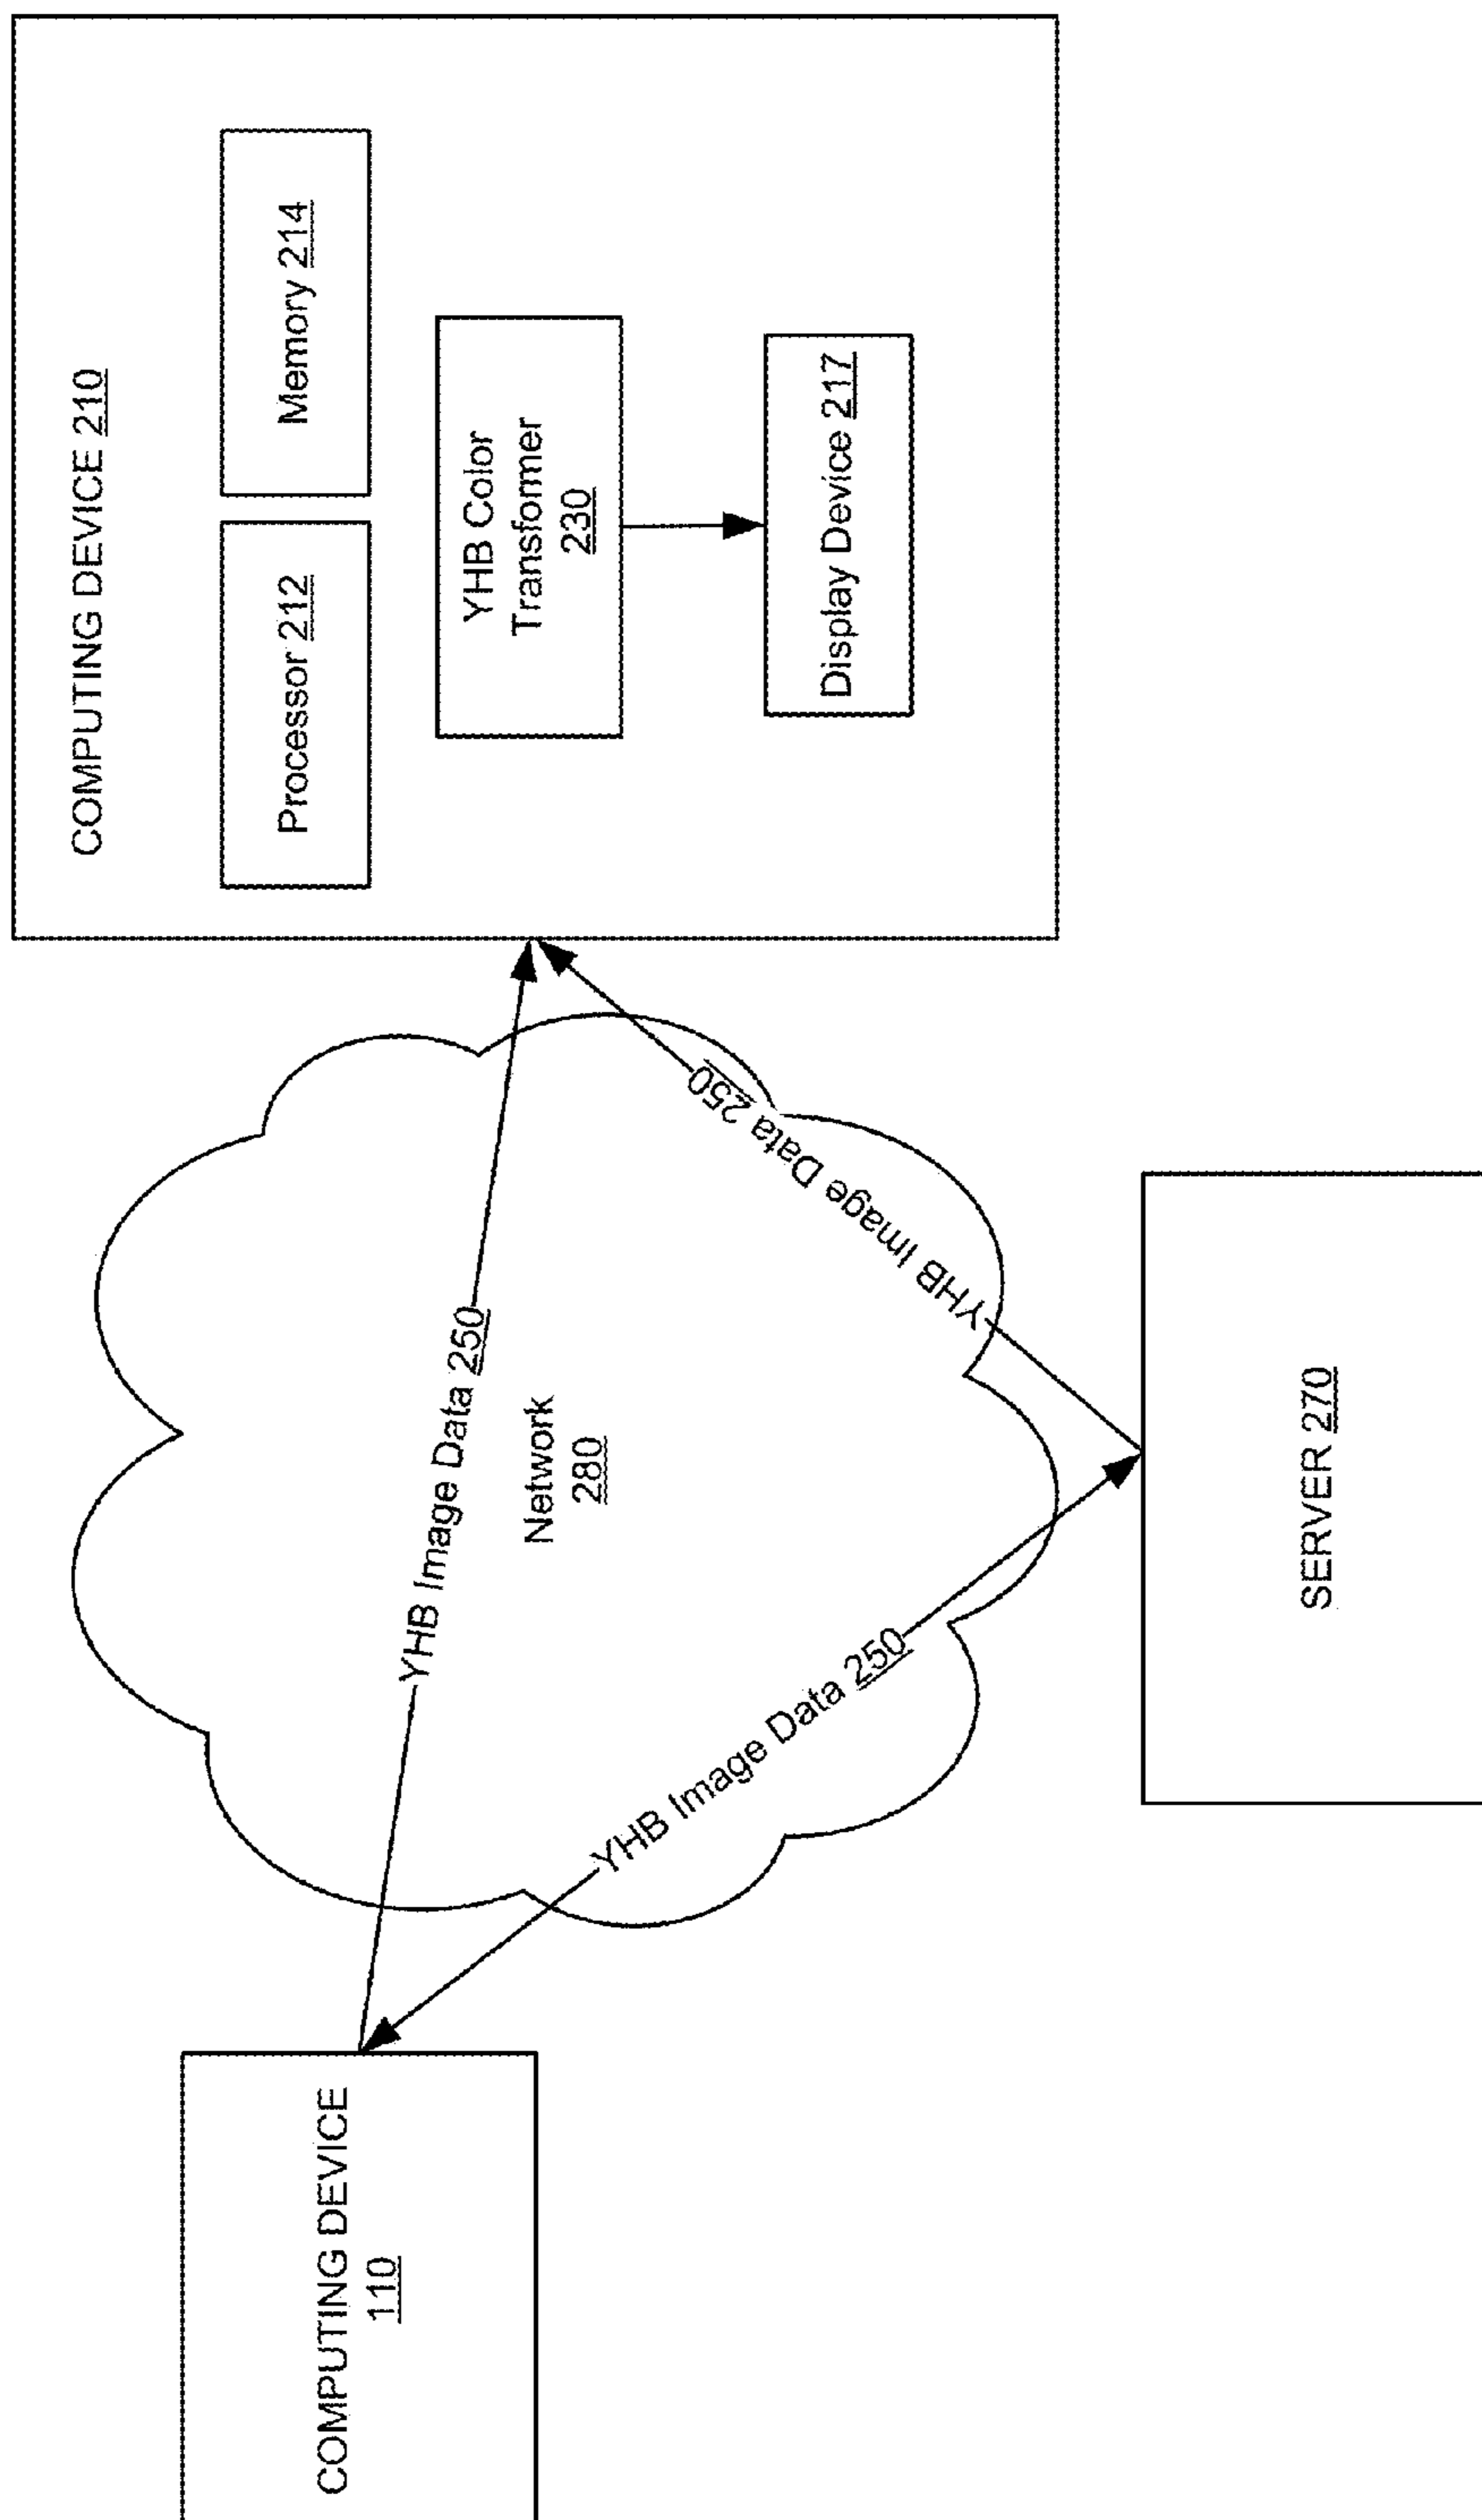 COMPUTING DEVICE 210
Processor 212
Memory 214
YHB Color
Transformer
230
Display Device 217
YHB Image Data 250
Network
280
YHB Image Data 250
YHB Image Data 250
COMPUTING DEVICE
110
SERVER 270